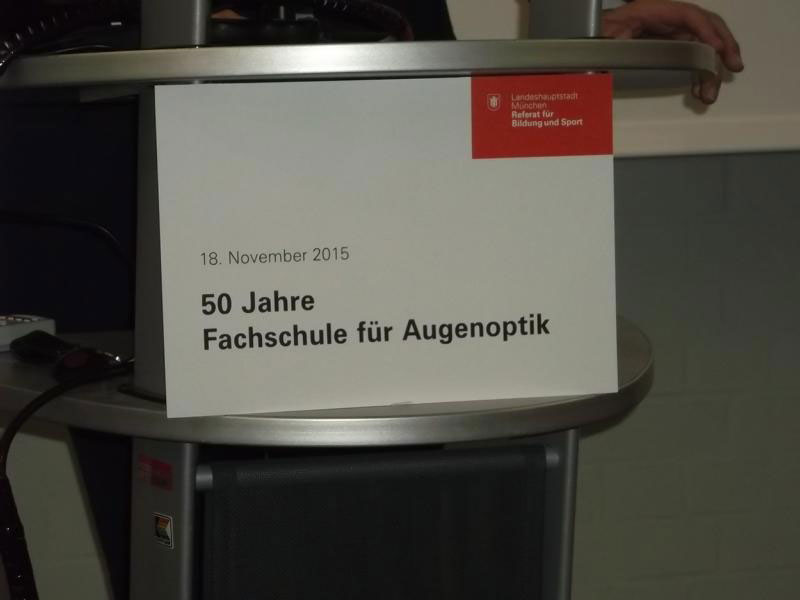 Landeshauptstadt
München
Referat für
Bildung und Sport
18. November 2015
50 Jahre
Fachschule für Augenoptik